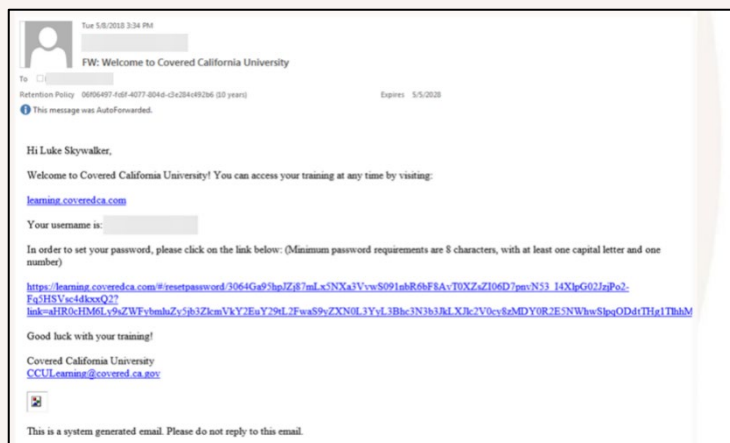 Tue 5/8/2018 3:34 PM
FW: Welcome to Covered California University
To
Retention Policy 06f06497-fc6f-4077-804d-c3e284c492b6 (10 years) Expires 5/5/2028
This message was AutoForwarded.
Hi Luke Skywalker,
Welcome to Covered California University! You can access your training at any time by visiting:
learning.coveredca.com
Your username is:
In order to set your password, please click on the link below: (Minimum password requirements are 8 characters, with at least one capital letter and one
number)
Good luck with your training!
Covered California University
CCULearning@covered.ca.gov
This is a system generated email. Please do not reply to this email.